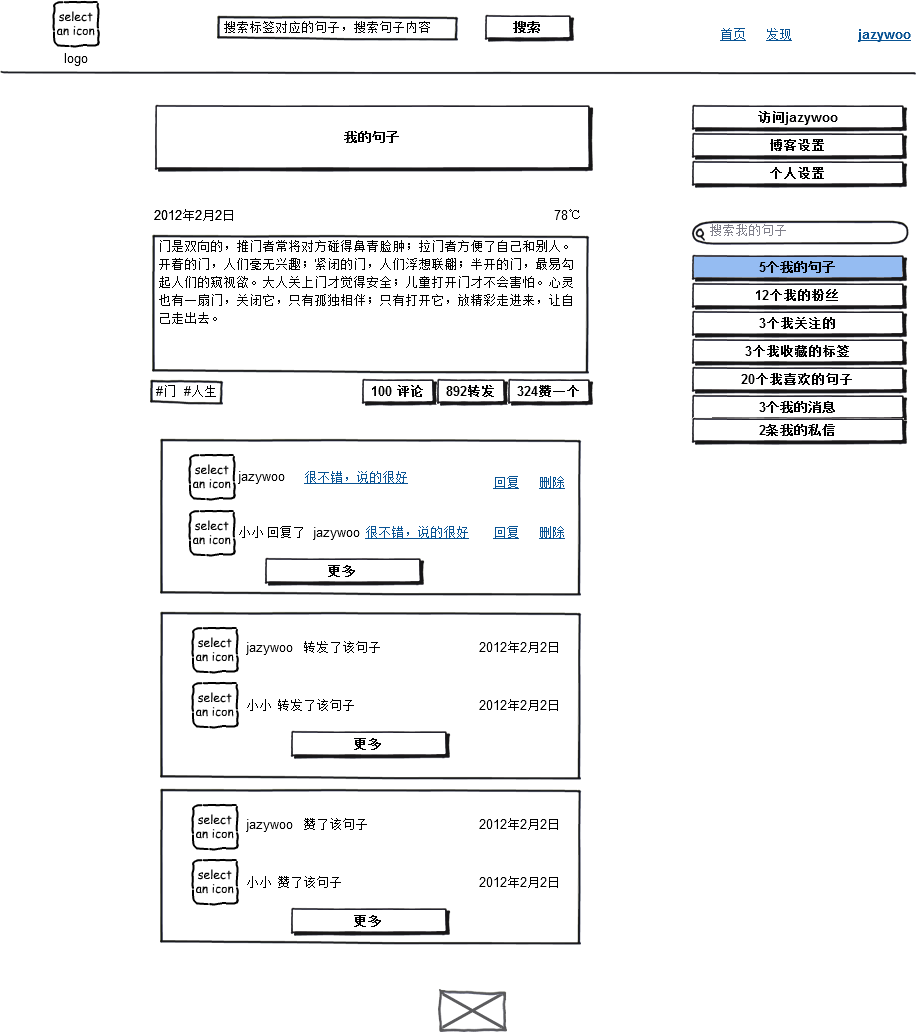 select
an icon
logo
搜索标签对应的句子，搜索句子内容
搜索
首页 发现 jazywoo
我的句子
2012年2月2日 78℃
门是双向的，推门者常将对方碰得鼻青脸肿；拉门者方便了自己和别人。
开着的门，人们毫无兴趣；紧闭的门，人们浮想联翩；半开的门，最易勾
起人们的窥视欲。大人关上门才觉得安全；儿童打开门才不会害怕。心灵
也有一扇门，关闭它，只有孤独相伴；只有打开它，放精彩走进来，让自
己走出去。
#门 #人生
100 评论 892转发 324赞一个
select
an icon
jazywoo 很不错，说的很好 回复 删除
select
an icon
小小 回复了 jazywoo 很不错，说的很好 回复 删除
更多
select
an icon
jazywoo 转发了该句子 2012年2月2日
select
an icon
小小 转发了该句子 2012年2月2日
更多
select
an icon
jazywoo 赞了该句子 2012年2月2日
select
an icon
小小 赞了该句子 2012年2月2日
更多
访问jazywoo
博客设置
个人设置
搜索我的句子
5个我的句子
12个我的粉丝
3个我关注的
3个我收藏的标签
20个我喜欢的句子
3个我的消息
2条我的私信